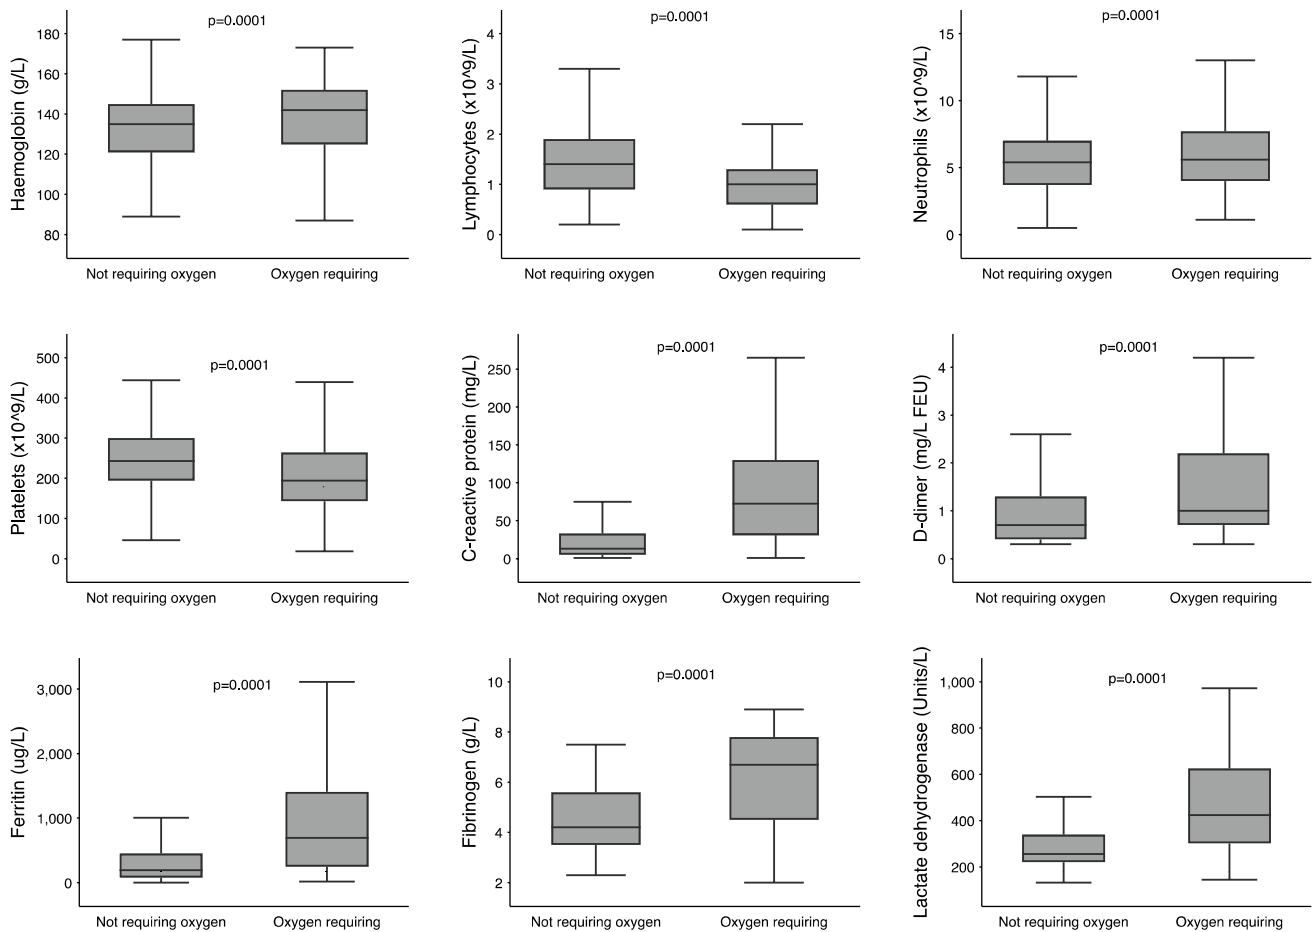 p=0.0001
Haemoglobin (g/L)
180
160
140
120
100
80
Not requiring oxygen
Oxygen requiring
p=0.0001
Lymphocytes (x10^9/L)
4
3
2
1
0
Not requiring oxygen
Oxygen requiring
p=0.0001
Neutrophils (x10^9/L)
15
10
5
0
Not requiring oxygen
Oxygen requiring
p=0.0001
Platelets (x10^9/L)
500
400
300
200
100
0
Not requiring oxygen
Oxygen requiring
p=0.0001
C-reactive protein (mg/L)
250
200
150
100
50
0
Not requiring oxygen
Oxygen requiring
p=0.0001
D-dimer (mg/L FEU)
4
3
2
1
0
Not requiring oxygen
Oxygen requiring
p=0.0001
Ferritin (ug/L)
3,000
2,000
1,000
0
Not requiring oxygen
Oxygen requiring
p=0.0001
Fibrinogen (g/L)
10
8
6
4
2
Not requiring oxygen
Oxygen requiring
p=0.0001
Lactate dehydrogenase (Units/L)
1,000
800
600
400
200
Not requiring oxygen
Oxygen requiring